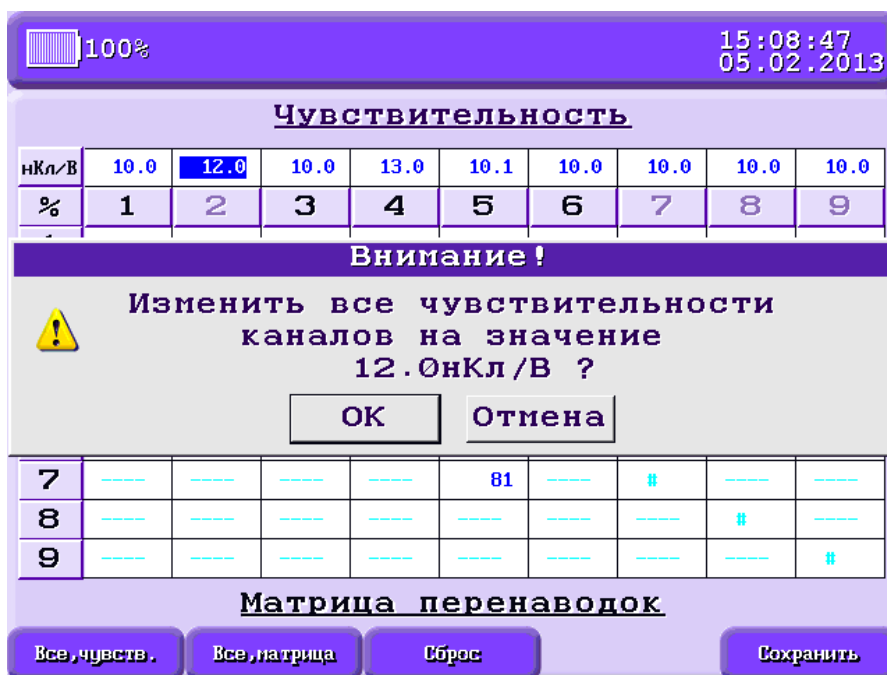 100%
15:08:47
05.02.2013
Чувствительность
нКл/В 10.0 12.0 10.0 13.0 10.1 10.0 10.0 10.0 10.0
% 1 2 3 4 5 6 7 8 9
Внимание!
Изменить все чувствительности
каналов на значение
12.0нКл/В ?
OK Отмена
7 ---- ---- ---- ---- 81 ---- # ---- ----
8 ---- ---- ---- ---- ---- ---- ---- # ----
9 ---- ---- ---- ---- ---- ---- ---- ---- #
Матрица перенаводок
Все,чувств. Все,матрица Сброс Сохранить